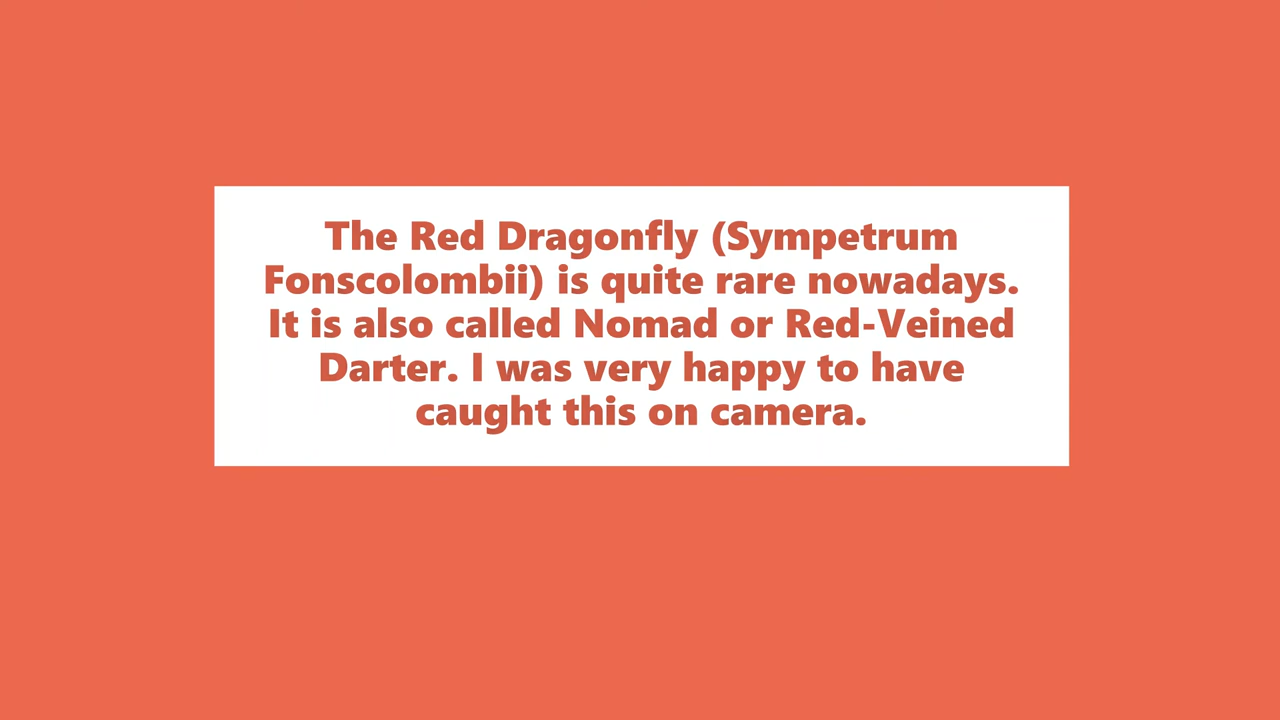 The Red Dragonfly (Sympetrum
Fonscolombii) is quite rare nowadays.
It is also called Nomad or Red-Veined
Darter. I was very happy to have
caught this on camera.